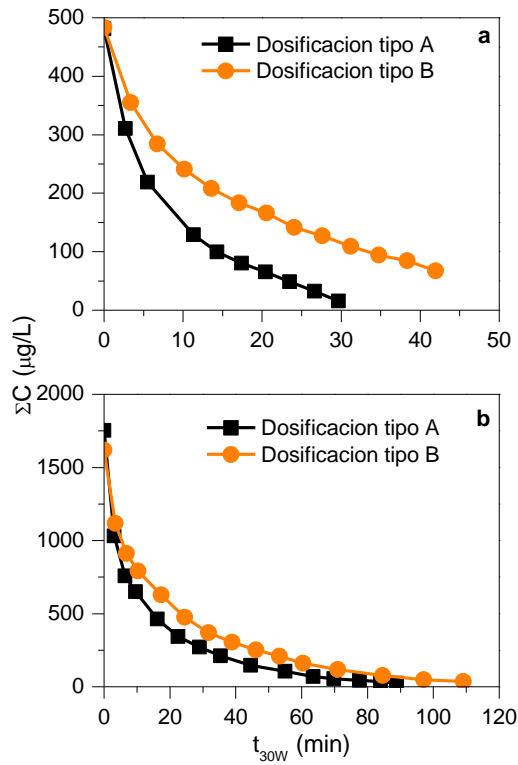 500
400
300
200
100
0
a
Dosificacion tipo A
Dosificacion tipo B
0 10 20 30 40 50
ΣC (μg/L)
2000
1500
1000
500
0
b
Dosificacion tipo A
Dosificacion tipo B
0 20 40 60 80 100 120
t30W (min)